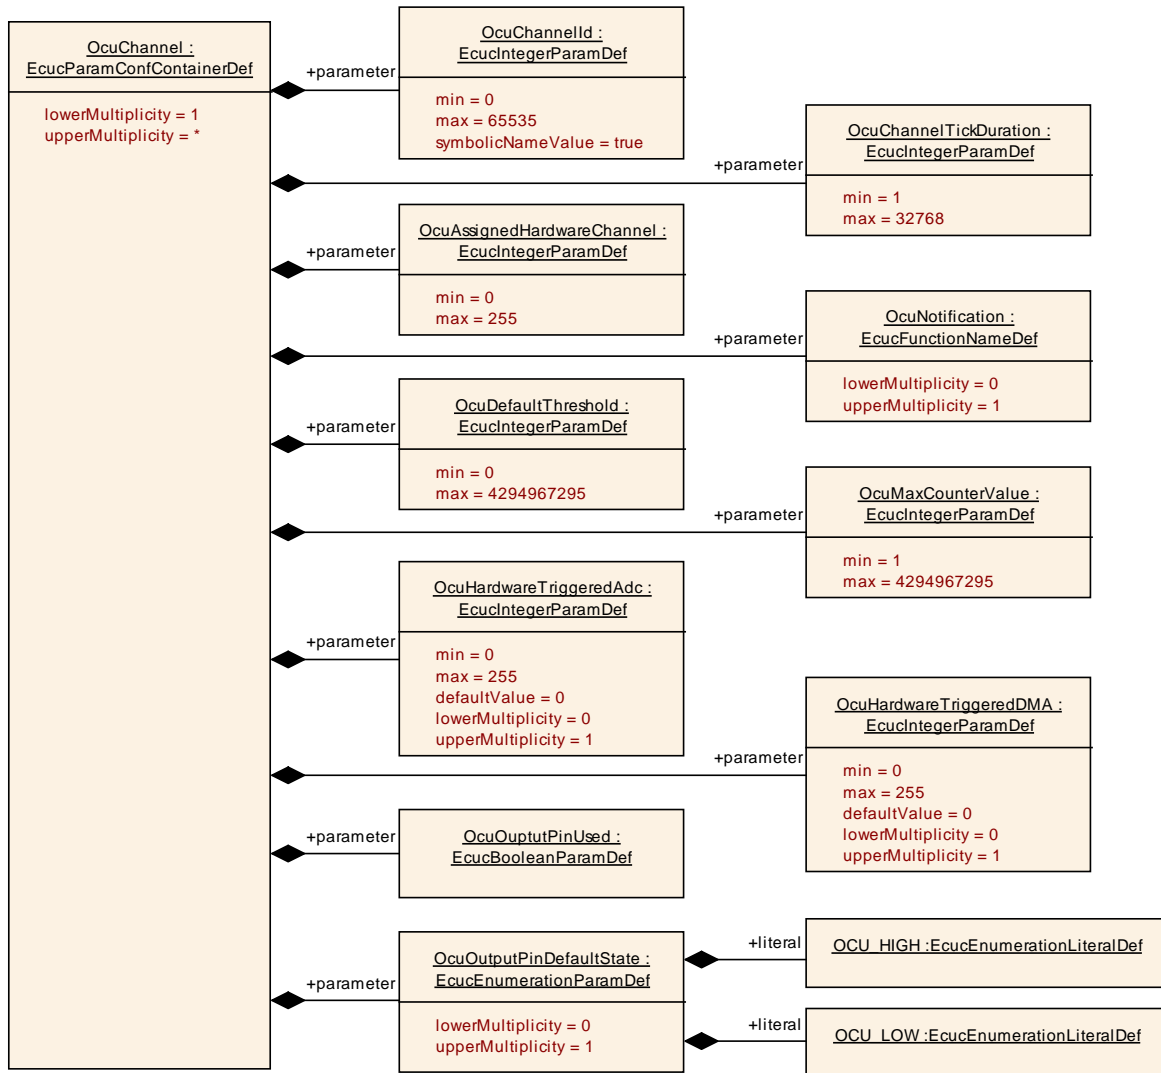 OcuChannel :
EcucParamConfContainerDef
lowerMultiplicity = 1
upperMultiplicity = *
+parameter
OcuChannelId :
EcucIntegerParamDef
min = 0
max = 65535
symbolicNameValue = true
+parameter
OcuChannelTickDuration :
EcucIntegerParamDef
min = 1
max = 32768
+parameter
OcuAssignedHardwareChannel :
EcucIntegerParamDef
min = 0
max = 255
+parameter
OcuNotification :
EcucFunctionNameDef
lowerMultiplicity = 0
upperMultiplicity = 1
+parameter
OcuDefaultThreshold :
EcucIntegerParamDef
min = 0
max = 4294967295
+parameter
OcuMaxCounterValue :
EcucIntegerParamDef
min = 1
max = 4294967295
+parameter
OcuHardwareTriggeredAdc :
EcucIntegerParamDef
min = 0
max = 255
defaultValue = 0
lowerMultiplicity = 0
upperMultiplicity = 1
+parameter
OcuHardwareTriggeredDMA :
EcucIntegerParamDef
min = 0
max = 255
defaultValue = 0
lowerMultiplicity = 0
upperMultiplicity = 1
+parameter
OcuOuptutPinUsed :
EcucBooleanParamDef
+parameter
OcuOutputPinDefaultState :
EcucEnumerationParamDef
lowerMultiplicity = 0
upperMultiplicity = 1
+literal
OCU_HIGH :EcucEnumerationLiteralDef
+literal
OCU_LOW :EcucEnumerationLiteralDef